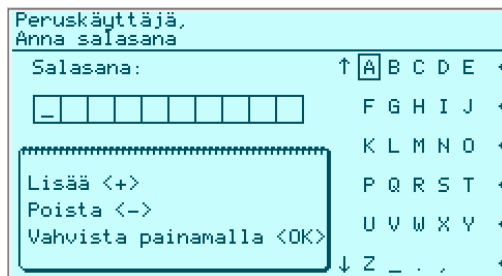 Peruskäyttäjä,
Anna salasana
Salasana:
_
Lisää <+>
Poista <->
Vahvista painamalla <OK>
↑ A B C D E
F G H I J
K L M N O
P Q R S T
U V W X Y
↓ Z _ . ,